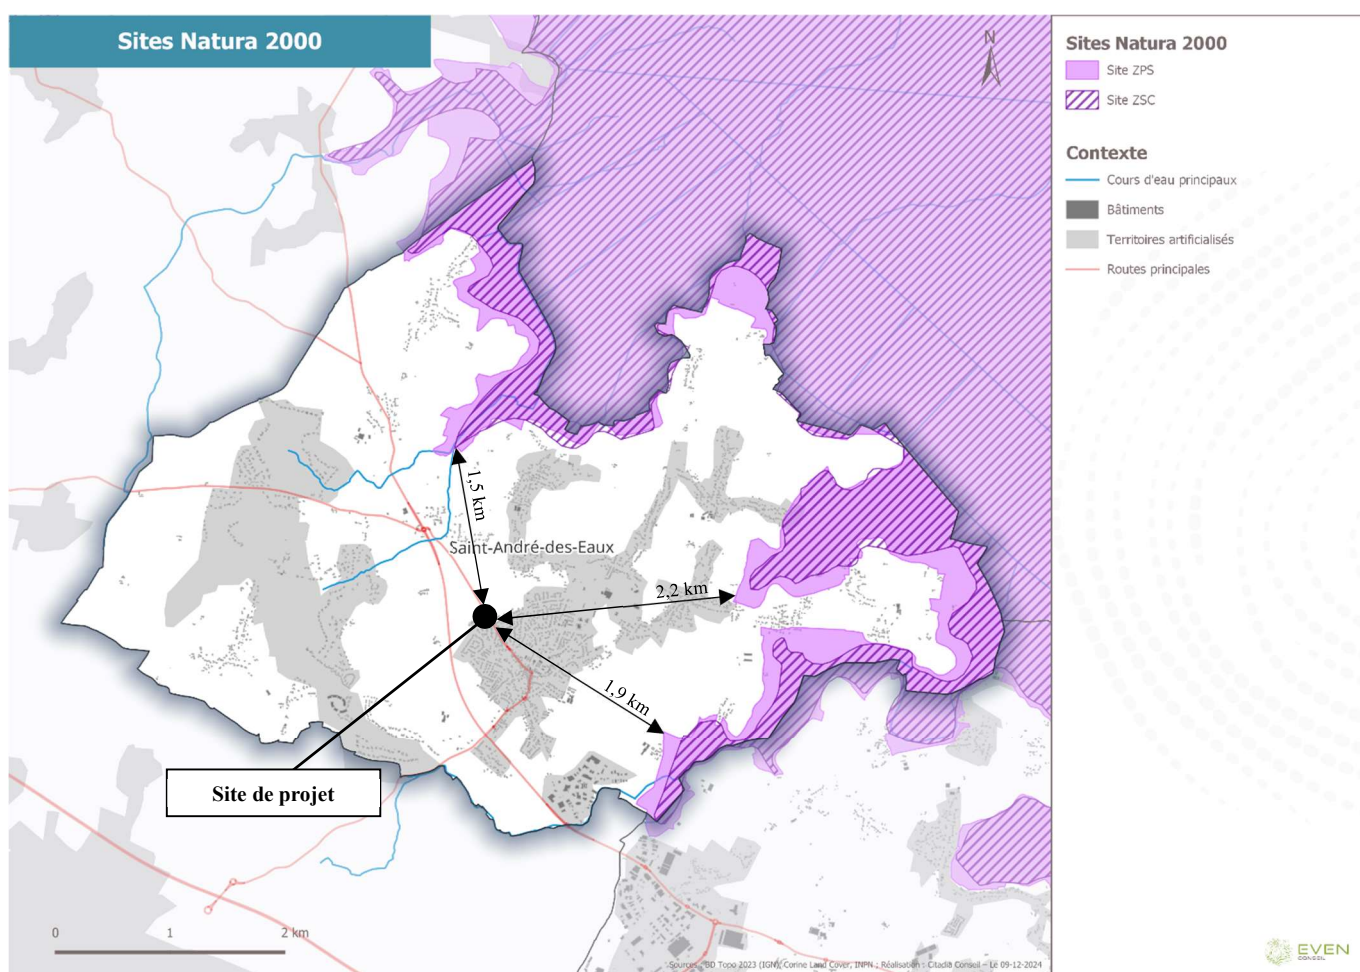 Sites Natura 2000
N
Sites Natura 2000
Site ZPS
Site ZSC
Contexte
Cours d'eau principaux
Bâtiments
Territoires artificialisés
Routes principales
1,5 km
Saint-André-des-Eaux
2,2 km
1,9 km
Site de projet
0 1 2 km
Sources : BD Topo 2023 (IGN), Corine Land Cover, INPN ; Réalisation : Citadia Conseil – Le 09-12-2024
EVEN
CONSEIL